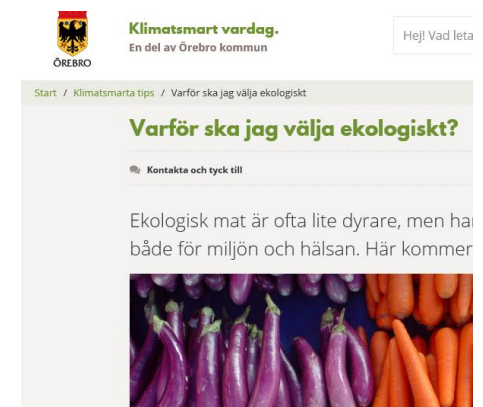 Klimatsmart vardag.
En del av Örebro kommun
ÖREBRO
Hej! Vad leta
Start / Klimatsmarta tips / Varför ska jag välja ekologiskt
Varför ska jag välja ekologiskt?
Kontakta och tyck till
Ekologisk mat är ofta lite dyrare, men har
både för miljön och hälsan. Här kommer